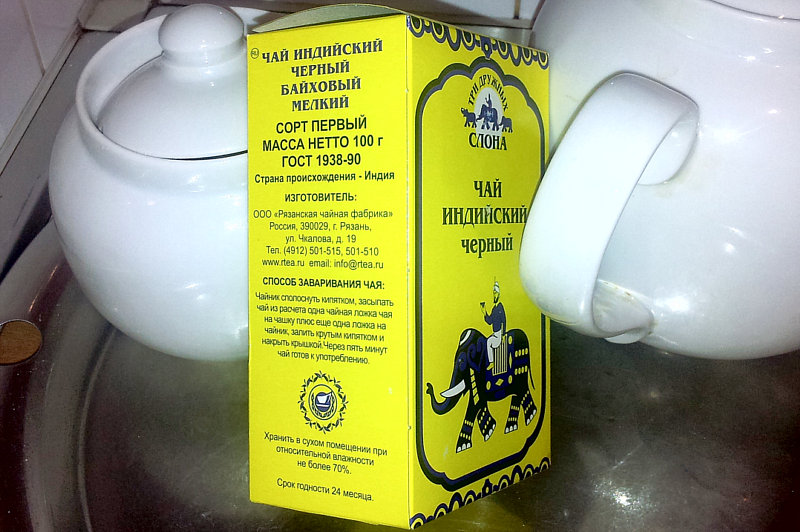 ЧАЙ ИНДИЙСКИЙ
ЧЕРНЫЙ
БАЙХОВЫЙ
МЕЛКИЙ
СОРТ ПЕРВЫЙ
МАССА НЕТТО 100 г
ГОСТ 1938-90
Страна происхождения - Индия
ИЗГОТОВИТЕЛЬ:
ООО «Рязанская чайная фабрика»
Россия, 390029, г. Рязань,
ул. Чкалова, д. 19
Тел. (4912) 501-515, 501-510
www.rtea.ru email: info@rtea.ru
СПОСОБ ЗАВАРИВАНИЯ ЧАЯ:
Чайник сполоснуть кипятком, засыпать
чай из расчета одна чайная ложка чая
на чашку плюс еще одна ложка на
чайник, залить крутым кипятком и
накрыть крышкой.Через пять минут
чай готов к употреблению.
Хранить в сухом помещении при
относительной влажности
не более 70%.
Срок годности 24 месяца.
ТРИ ДРУЖНЫХ
СЛОНА
ЧАЙ
ИНДИЙСКИЙ
черный